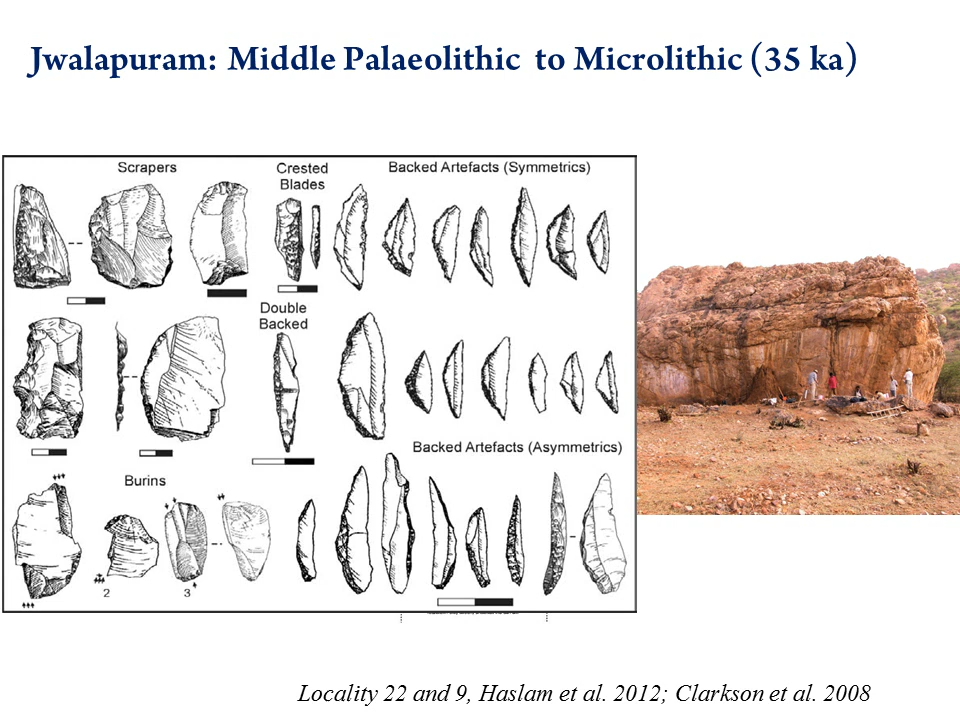 Jwalapuram: Middle Palaeolithic to Microlithic (35 ka)
Scrapers
Crested
Blades
Backed Artefacts (Symmetrics)
Double
Backed
Backed Artefacts (Asymmetrics)
Burins
2
3
Locality 22 and 9, Haslam et al. 2012; Clarkson et al. 2008